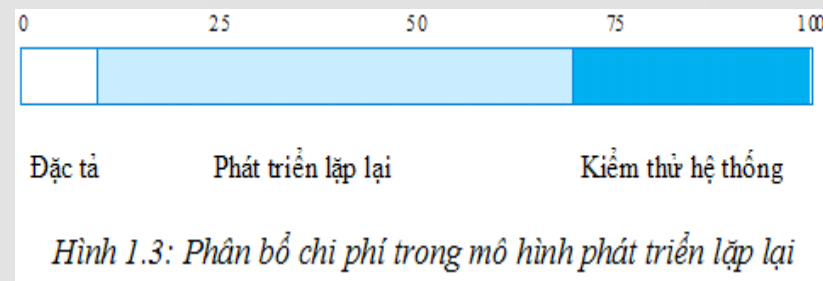 0 25 50 75 100
Đặc tả Phát triển lặp lại Kiểm thử hệ thống
Hình 1.3: Phân bổ chi phí trong mô hình phát triển lặp lại